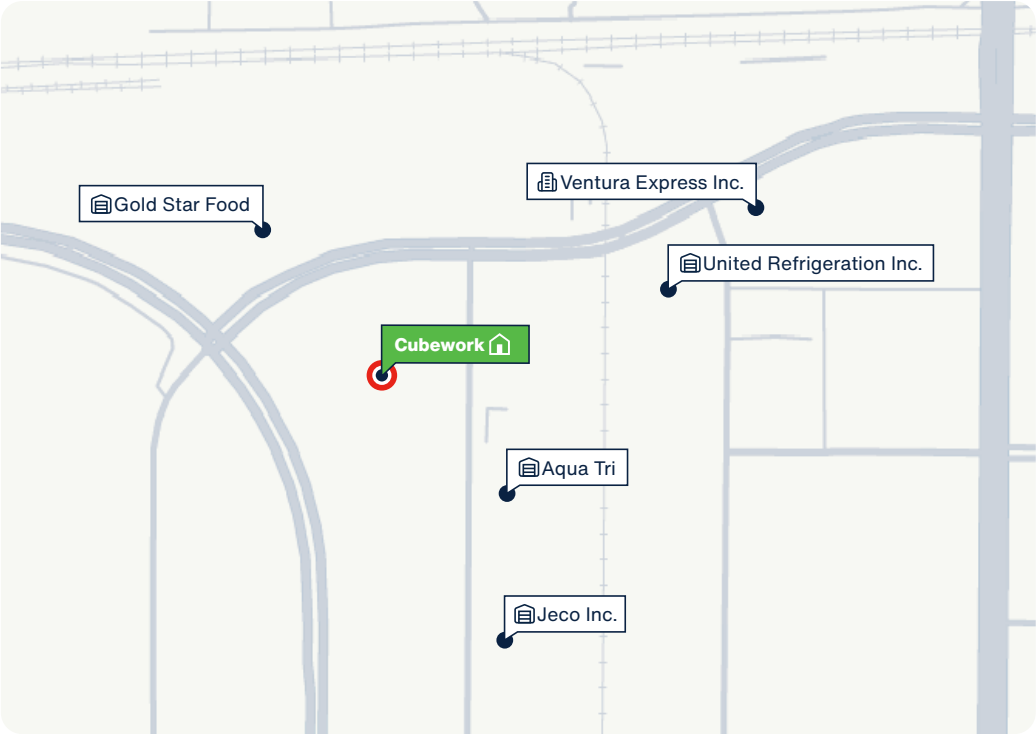 Ventura Express Inc.
Gold Star Food
United Refrigeration Inc.
Cubework
Aqua Tri
Jeco Inc.